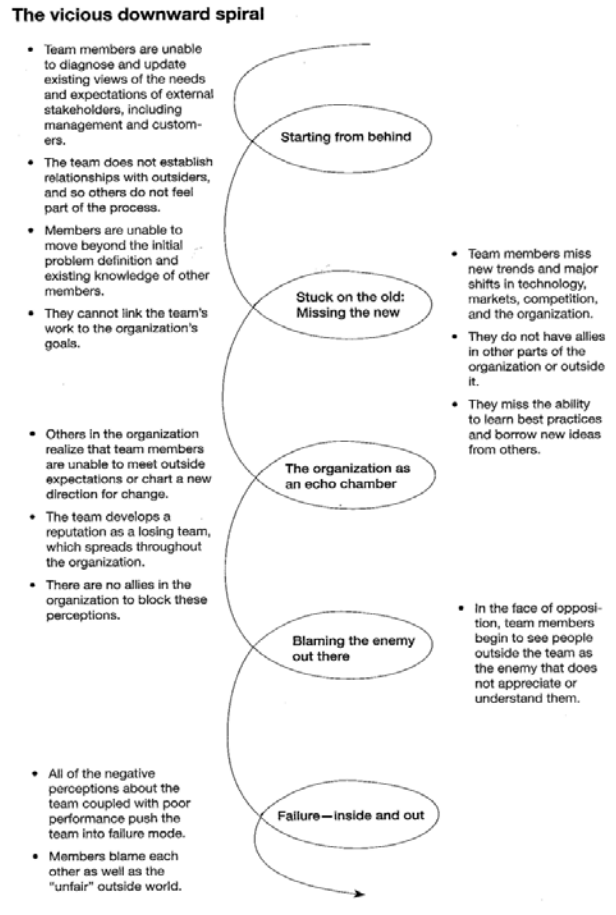 The vicious downward spiral
• Team members are unable
to diagnose and update
existing views of the needs
and expectations of external
stakeholders, including
management and custom-
ers.
• The team does not establish
relationships with outsiders,
and so others do not feel
part of the process.
• Members are unable to
move beyond the initial
problem definition and
existing knowledge of other
members.
• They cannot link the team's
work to the organization's
goals.
Starting from behind
Stuck on the old:
Missing the new
• Team members miss
new trends and major
shifts in technology,
markets, competition,
and the organization.
• They do not have allies
in other parts of the
organization or outside
it.
• They miss the ability
to learn best practices
and borrow new ideas
from others.
• Others in the organization
realize that team members
are unable to meet outside
expectations or chart a new
direction for change.
• The team develops a
reputation as a losing team,
which spreads throughout
the organization.
• There are no allies in the
organization to block these
perceptions.
The organization as
an echo chamber
Blaming the enemy
out there
• In the face of opposi-
tion, team members
begin to see people
outside the team as
the enemy that does
not appreciate or
understand them.
• All of the negative
perceptions about the
team coupled with poor
performance push the
team into failure mode.
• Members blame each
other as well as the
"unfair" outside world.
Failure—inside and out